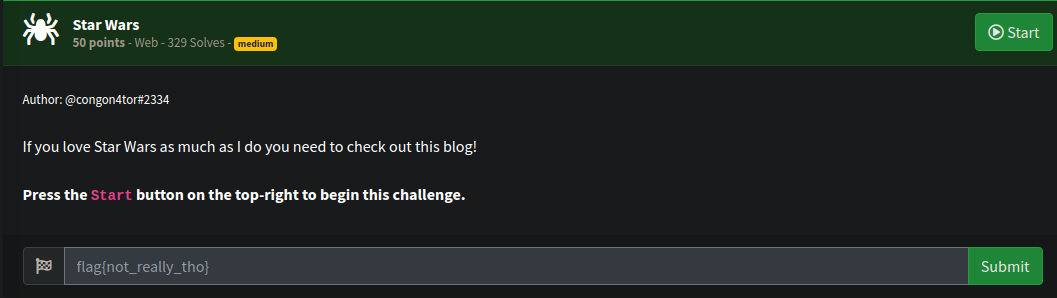 Star Wars
50 points - Web - 329 Solves - medium
Start
Author: @congon4tor#2334
If you love Star Wars as much as I do you need to check out this blog!
Press the Start button on the top-right to begin this challenge.
flag{not_really_tho}
Submit